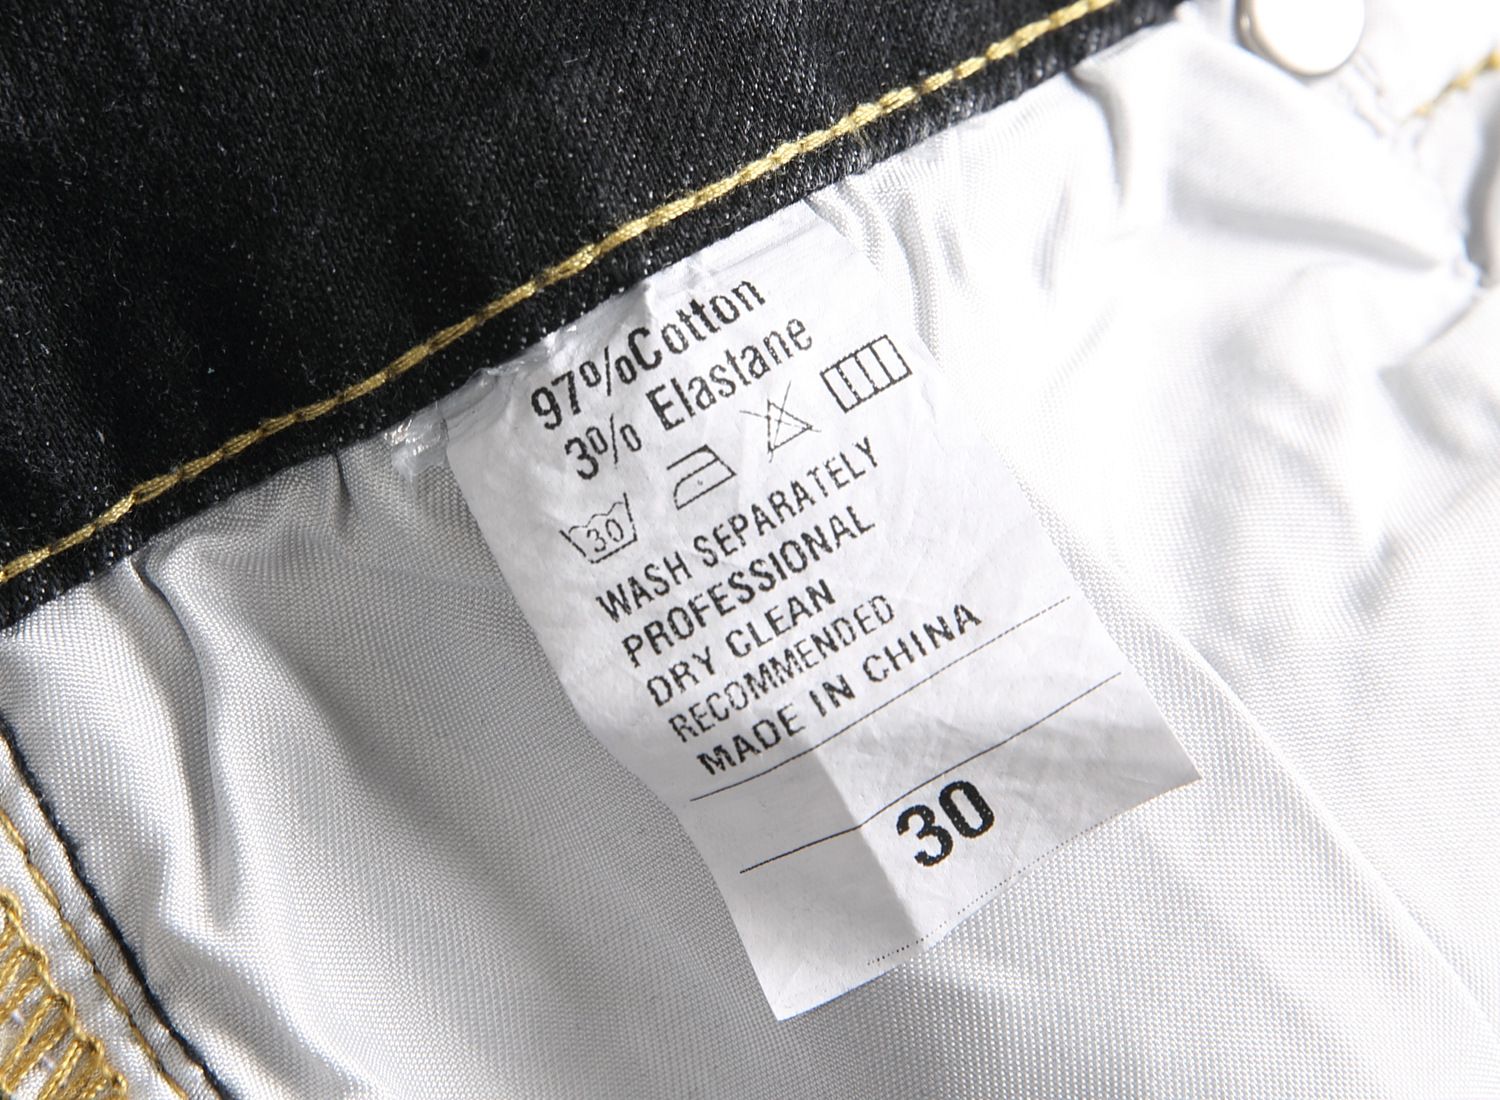 97%Cotton
3% Elastane
30
WASH SEPARATELY
PROFESSIONAL
DRY CLEAN
RECOMMENDED
MADE IN CHINA
30